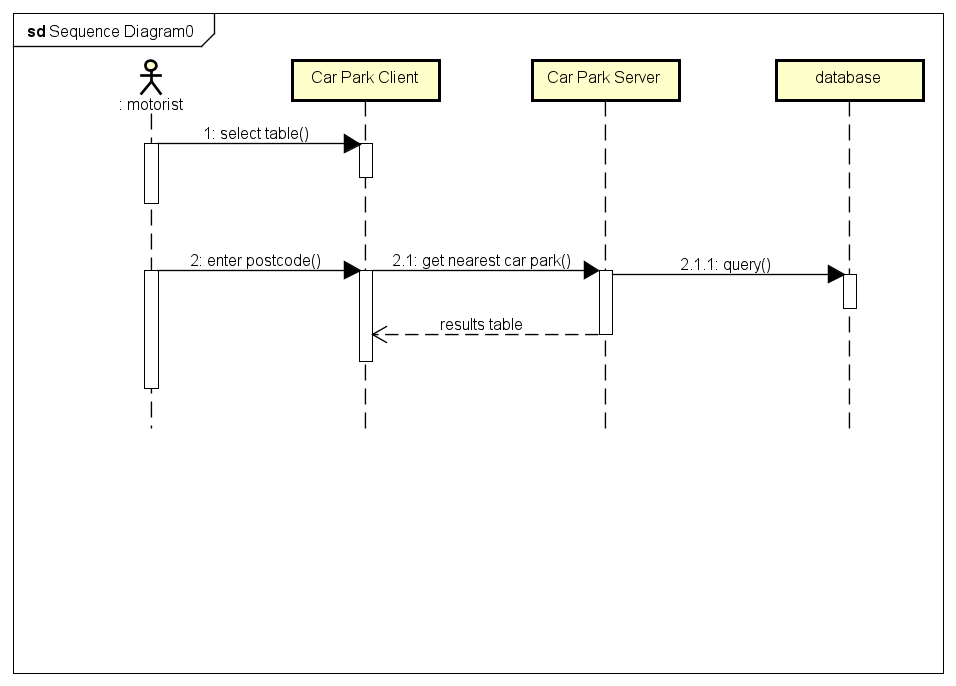 sd Sequence Diagram0
: motorist
Car Park Client
Car Park Server
database
1: select table()
2: enter postcode()
2.1: get nearest car park()
2.1.1: query()
results table